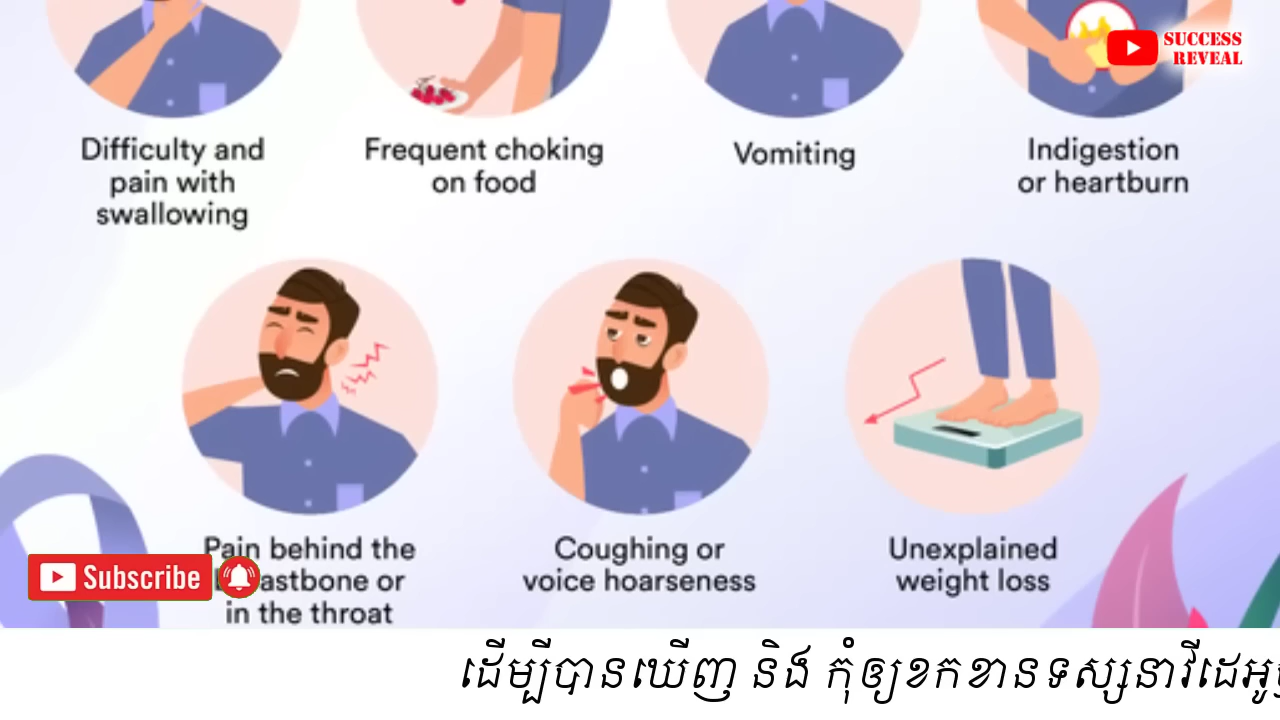 SUCCESS
REVEAL
Difficulty and
pain with
swallowing
Frequent choking
on food
Vomiting
Indigestion
or heartburn
Pain behind the
breastbone or
in the throat
Coughing or
voice hoarseness
Unexplained
weight loss
Subscribe
ដើម្បីបានឃើញ និង កុំឲ្យខកខានទស្សនាវីដេអូ